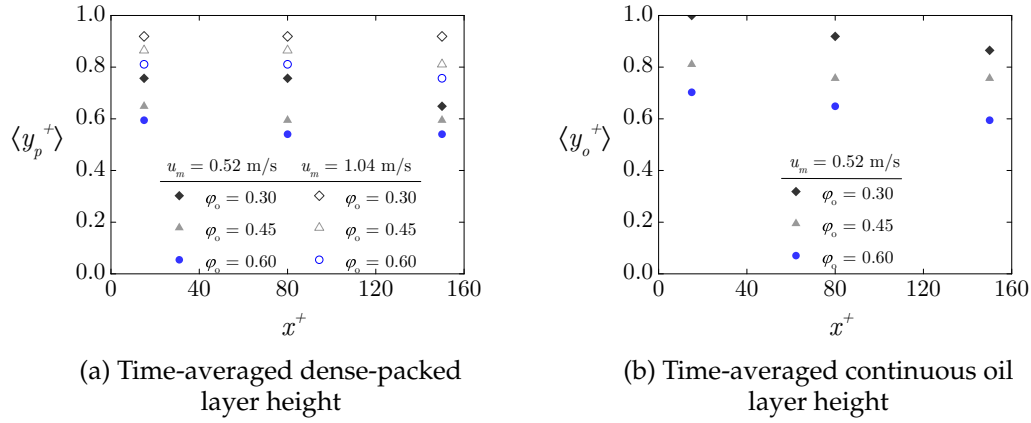 1.0
0.8
0.6
0.4
0.2
0.0
⟨y_p^+⟩
u_m = 0.52 m/s u_m = 1.04 m/s
φ_o = 0.30 φ_o = 0.30
φ_o = 0.45 φ_o = 0.45
φ_o = 0.60 φ_o = 0.60
0 40 80 120 160
x^+
(a) Time-averaged dense-packed
layer height
1.0
0.8
0.6
0.4
0.2
0.0
⟨y_o^+⟩
u_m = 0.52 m/s
φ_o = 0.30
φ_o = 0.45
φ_o = 0.60
0 40 80 120 160
x^+
(b) Time-averaged continuous oil
layer height